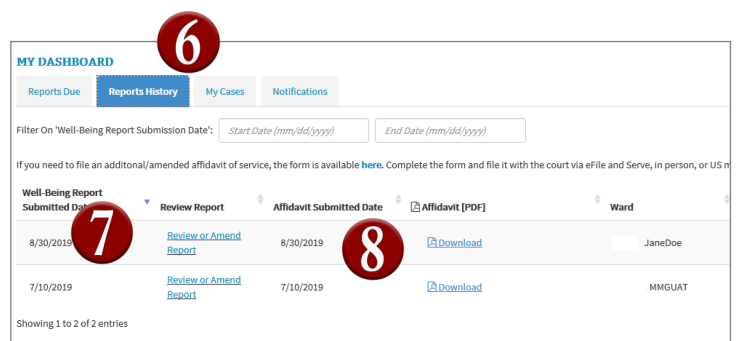 6
MY DASHBOARD
Reports Due Reports History My Cases Notifications
Filter On 'Well-Being Report Submission Date': Start Date (mm/dd/yyyy) End Date (mm/dd/yyyy)
If you need to file an additonal/amended affidavit of service, the form is available here. Complete the form and file it with the court via eFile and Serve, in person, or US
Well-Being Report
Submitted Review Report Affidavit Submitted Date Affidavit [PDF] Ward
7
8
8/30/2019 Review or Amend 8/30/2019 Download JaneDoe
Report
7/10/2019 Review or Amend 7/10/2019 Download MMGUAT
Report
Showing 1 to 2 of 2 entries